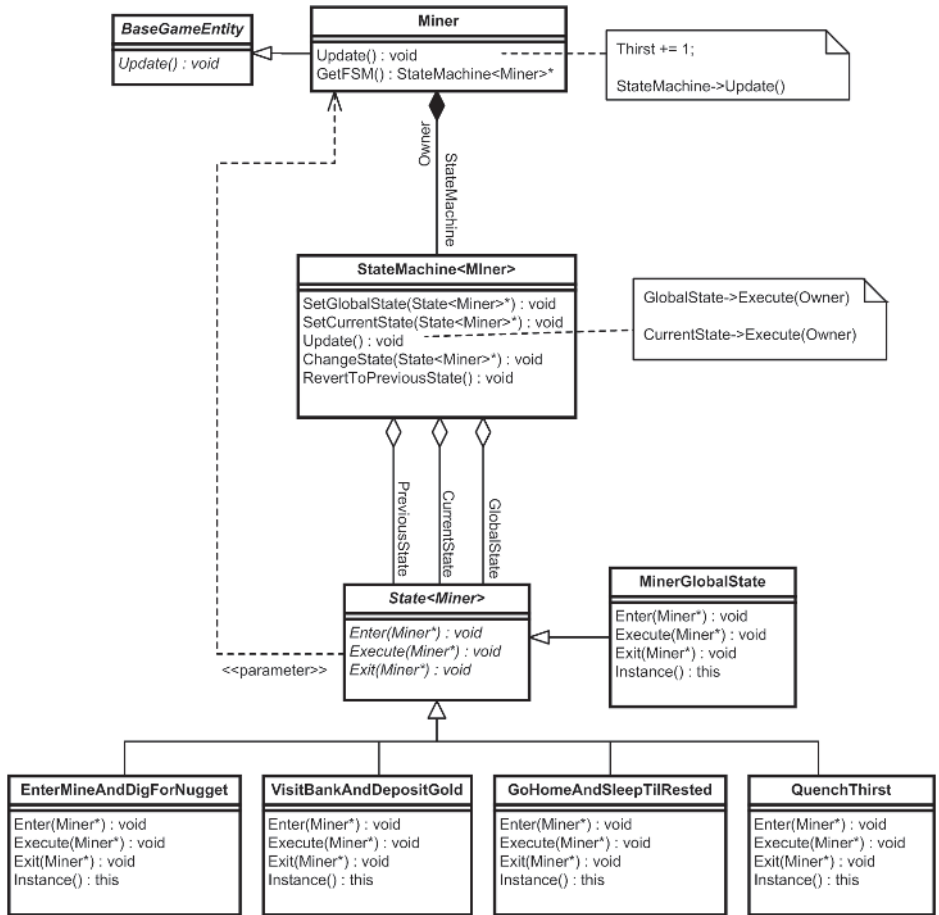 BaseGameEntity
Update() : void
Miner
Update() : void
GetFSM() : StateMachine<Miner>*
Thirst += 1;
StateMachine->Update()
Owner
StateMachine
StateMachine<MIner>
SetGlobalState(State<Miner>*) : void
SetCurrentState(State<Miner>*) : void
Update() : void
ChangeState(State<Miner>*) : void
RevertToPreviousState() : void
GlobalState->Execute(Owner)
CurrentState->Execute(Owner)
PreviousState
CurrentState
GlobalState
State<Miner>
Enter(Miner*) : void
Execute(Miner*) : void
Exit(Miner*) : void
<<parameter>>
MinerGlobalState
Enter(Miner*) : void
Execute(Miner*) : void
Exit(Miner*) : void
Instance() : this
EnterMineAndDigForNugget
Enter(Miner*) : void
Execute(Miner*) : void
Exit(Miner*) : void
Instance() : this
VisitBankAndDepositGold
Enter(Miner*) : void
Execute(Miner*) : void
Exit(Miner*) : void
Instance() : this
GoHomeAndSleepTilRested
Enter(Miner*) : void
Execute(Miner*) : void
Exit(Miner*) : void
Instance() : this
QuenchThirst
Enter(Miner*) : void
Execute(Miner*) : void
Exit(Miner*) : void
Instance() : this